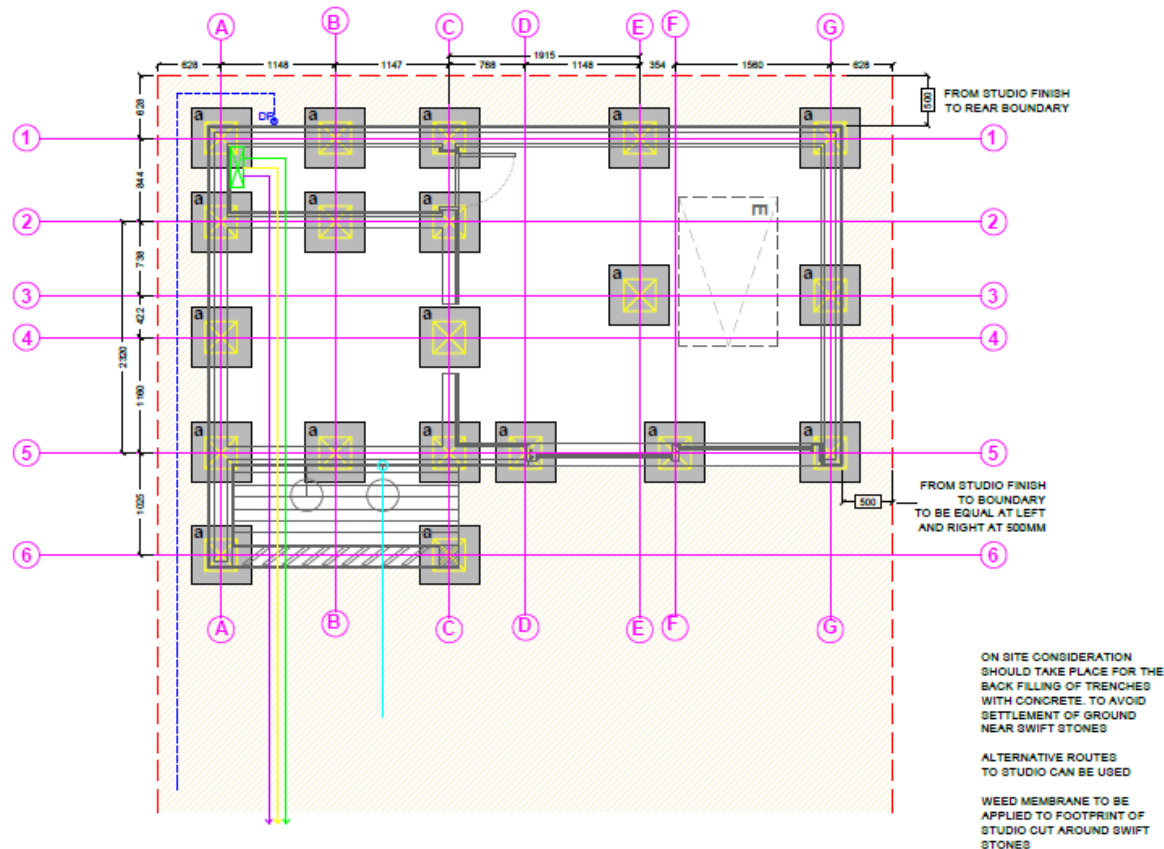 A
B
C
D
E
F
G
1915
628
1148
1147
768
1148
354
1560
628
628
500
FROM STUDIO FINISH
TO REAR BOUNDARY
DP
a
a
a
a
a
1
1
844
a
a
a
E
2
2
738
a
a
3
3
422
a
a
4
4
2320
1160
a
a
a
a
a
a
5
5
FROM STUDIO FINISH
TO BOUNDARY
TO BE EQUAL AT LEFT
AND RIGHT AT 500MM
500
1025
a
a
6
6
A
B
C
D
E
F
G
ON SITE CONSIDERATION
SHOULD TAKE PLACE FOR THE
BACK FILLING OF TRENCHES
WITH CONCRETE. TO AVOID
SETTLEMENT OF GROUND
NEAR SWIFT STONES
ALTERNATIVE ROUTES
TO STUDIO CAN BE USED
WEED MEMBRANE TO BE
APPLIED TO FOOTPRINT OF
STUDIO CUT AROUND SWIFT
STONES